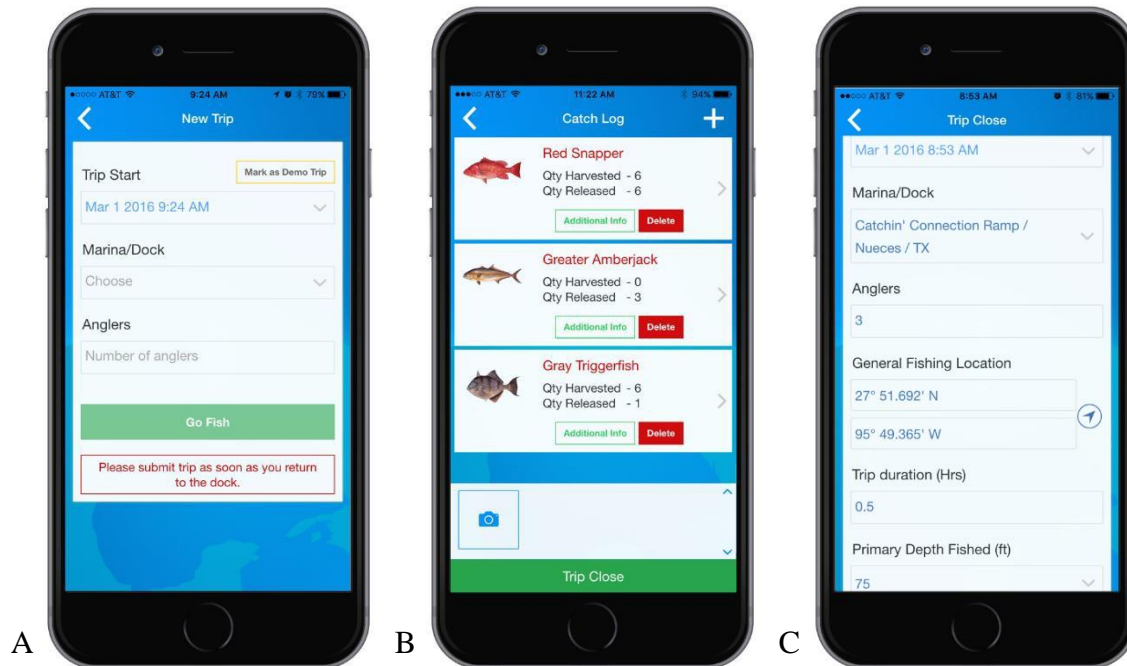 AT&T 9:24 AM 79%
New Trip
Trip Start
Mark as Demo Trip
Mar 1 2016 9:24 AM
Marina/Dock
Choose
Anglers
Number of anglers
Go Fish
Please submit trip as soon as you return
to the dock.
A
AT&T 11:22 AM 94%
Catch Log
Red Snapper
Qty Harvested - 6
Qty Released - 6
Additional Info Delete
Greater Amberjack
Qty Harvested - 0
Qty Released - 3
Additional Info Delete
Gray Triggerfish
Qty Harvested - 6
Qty Released - 1
Additional Info Delete
Trip Close
B
AT&T 8:53 AM 81%
Trip Close
Mar 1 2016 8:53 AM
Marina/Dock
Catchin' Connection Ramp /
Nueces / TX
Anglers
3
General Fishing Location
27° 51.692' N
95° 49.365' W
Trip duration (Hrs)
0.5
Primary Depth Fished (ft)
75
C